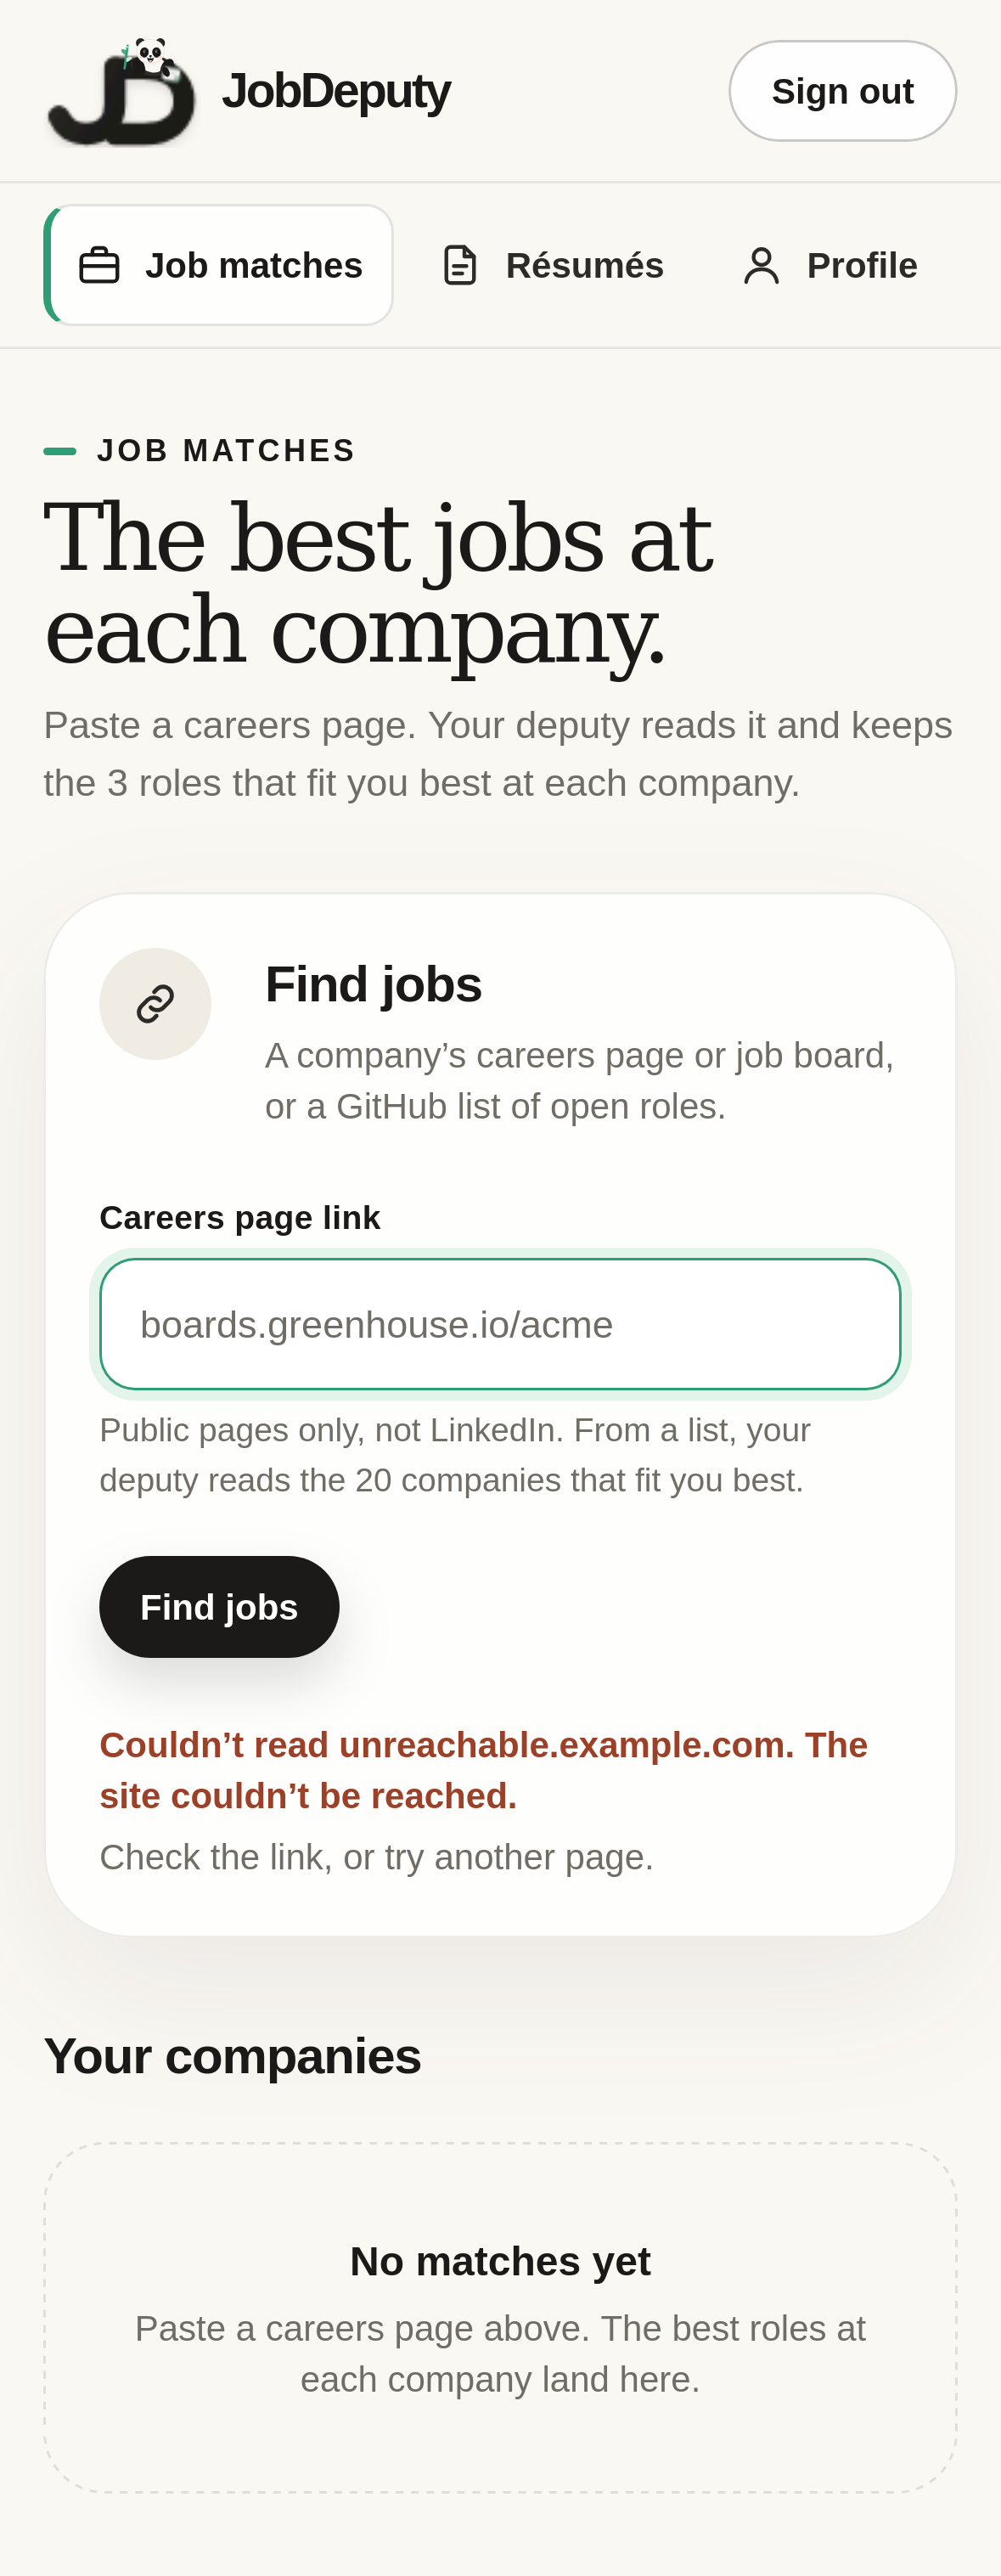 JD
JobDeputy
Sign out
Job matches
Résumés
Profile
JOB MATCHES
The best jobs at
each company.
Paste a careers page. Your deputy reads it and keeps
the 3 roles that fit you best at each company.
Find jobs
A company’s careers page or job board,
or a GitHub list of open roles.
Careers page link
boards.greenhouse.io/acme
Public pages only, not LinkedIn. From a list, your
deputy reads the 20 companies that fit you best.
Find jobs
Couldn’t read unreachable.example.com. The
site couldn’t be reached.
Check the link, or try another page.
Your companies
No matches yet
Paste a careers page above. The best roles at
each company land here.